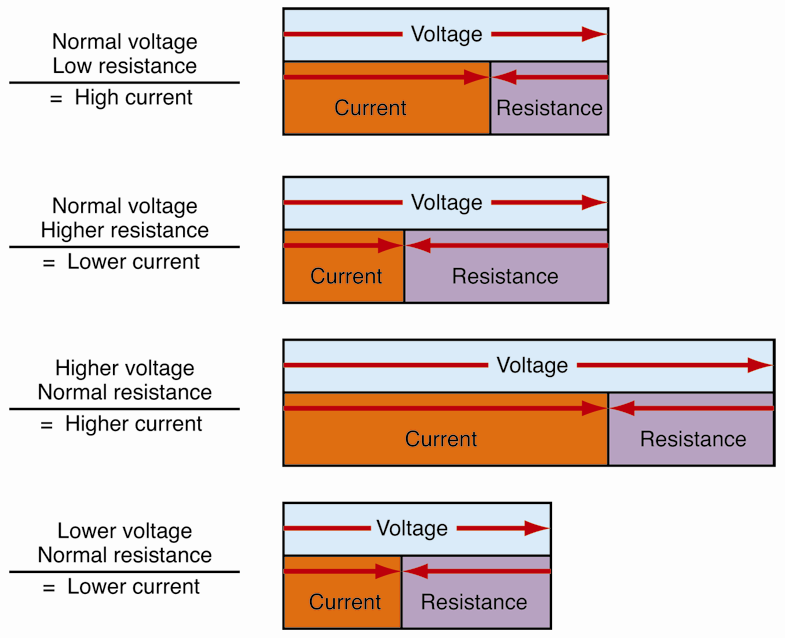 Normal voltage
Low resistance
= High current
Voltage
Current
Resistance
Normal voltage
Higher resistance
= Lower current
Voltage
Current
Resistance
Higher voltage
Normal resistance
= Higher current
Voltage
Current
Resistance
Lower voltage
Normal resistance
= Lower current
Voltage
Current
Resistance